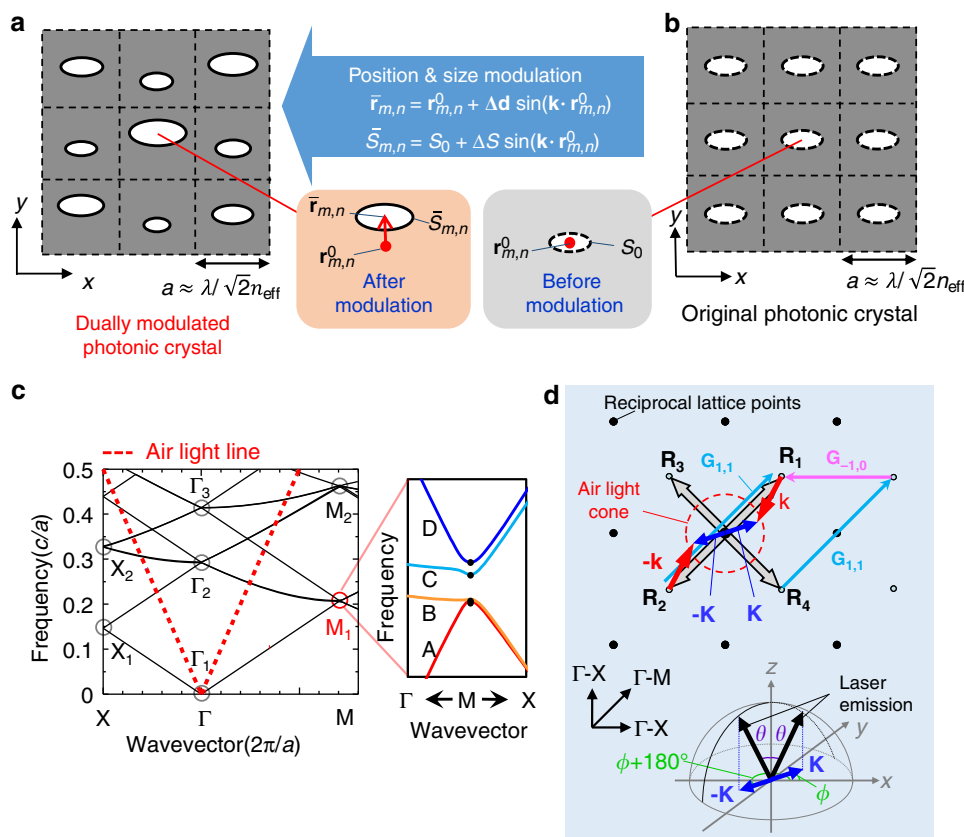 a
b
Position & size modulation
r̄m,n = r⁰m,n + Δd sin(k· r⁰m,n)
S̄m,n = S₀ + ΔS sin(k· r⁰m,n)
y
x
a ≈ λ/√2neff
Dually modulated
photonic crystal
r̄m,n
S̄m,n
r⁰m,n
After
modulation
r⁰m,n
S₀
Before
modulation
y
x
a ≈ λ/√2neff
Original photonic crystal
c
Air light line
Frequency(c/a)
0.5
0.4
0.3
0.2
0.1
0
X₂
X₁
Γ₃
Γ₂
Γ₁
M₂
M₁
X
Γ
M
Wavevector(2π/a)
Frequency
D
C
B
A
Γ
M
X
Wavevector
d
Reciprocal lattice points
R₃
G₁,₁
R₁
G₋₁,₀
Air light
cone
k
-k
G₁,₁
R₂
-K
K
R₄
Γ-X
Γ-M
Γ-X
z
Laser
emission
θ
θ
y
ϕ+180°
K
-K
ϕ
x